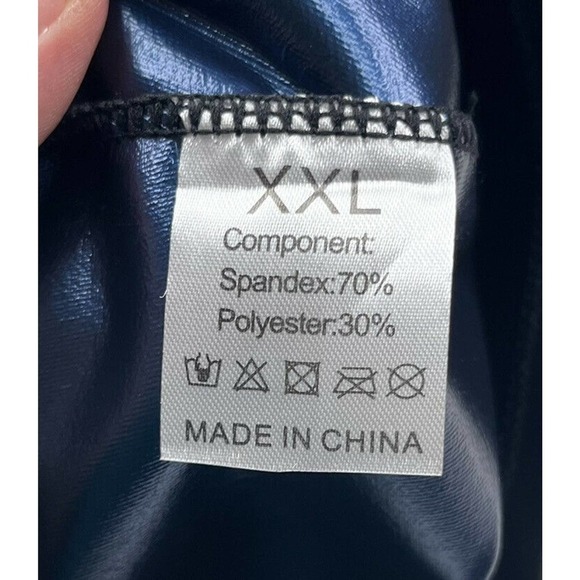 XXL
Component:
Spandex:70%
Polyester:30%
MADE IN CHINA